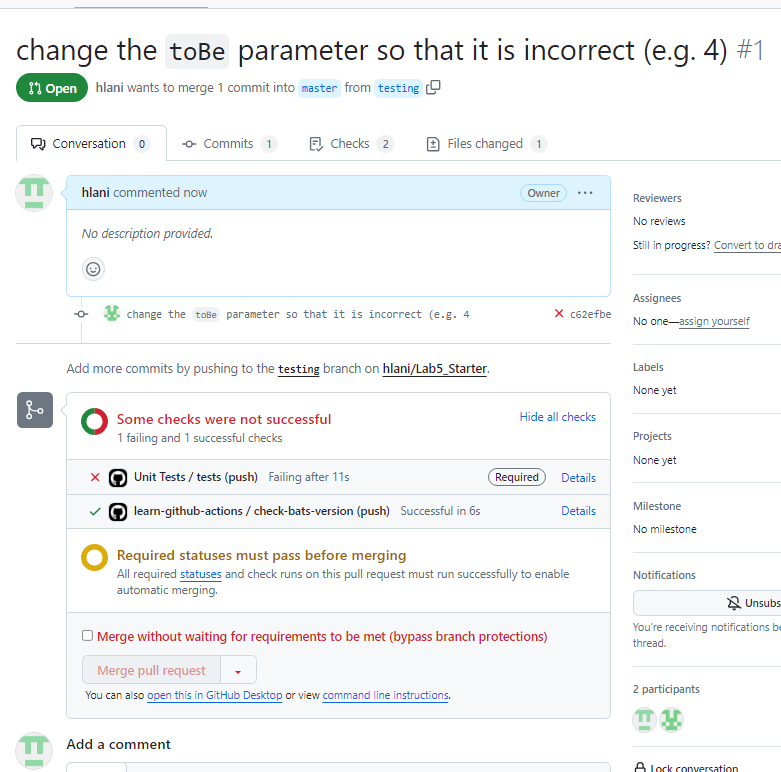 change the toBe parameter so that it is incorrect (e.g. 4) #1
Open hlani wants to merge 1 commit into master from testing
Conversation 0 Commits 1 Checks 2 Files changed 1
hlani commented now Owner ...
No description provided.
change the toBe parameter so that it is incorrect (e.g. 4 c62efbe
Add more commits by pushing to the testing branch on hlani/Lab5_Starter.
Some checks were not successful Hide all checks
1 failing and 1 successful checks
Unit Tests / tests (push) Failing after 11s Required Details
learn-github-actions / check-bats-version (push) Successful in 6s Details
Required statuses must pass before merging
All required statuses and check runs on this pull request must run successfully to enable
automatic merging.
Merge without waiting for requirements to be met (bypass branch protections)
Merge pull request
You can also open this in GitHub Desktop or view command line instructions.
Add a comment
Reviewers
No reviews
Still in progress? Convert to dra
Assignees
No one—assign yourself
Labels
None yet
Projects
None yet
Milestone
No milestone
Notifications
Unsubs
You're receiving notifications be
thread.
2 participants
Lock conversation